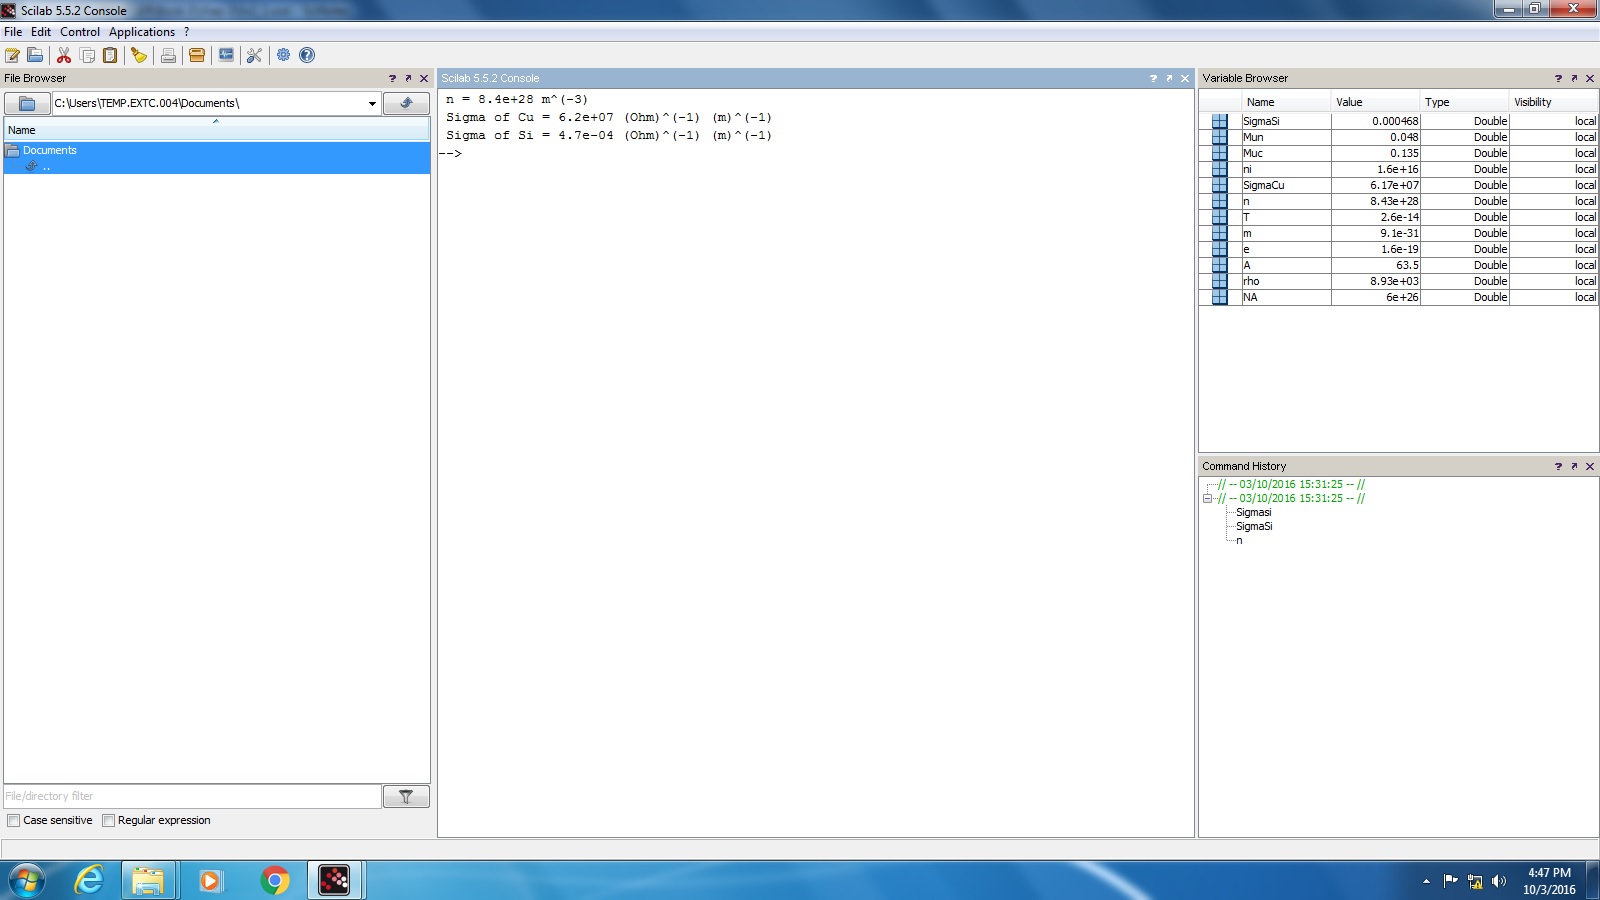 Scilab 5.5.2 Console
File Edit Control Applications ?
File Browser
C:\Users\TEMP.EXTC.004\Documents\
Name
Documents
..
File/directory filter
Case sensitive Regular expression
Scilab 5.5.2 Console
n = 8.4e+28 m^(-3)
Sigma of Cu = 6.2e+07 (Ohm)^(-1) (m)^(-1)
Sigma of Si = 4.7e-04 (Ohm)^(-1) (m)^(-1)
-->
Variable Browser
Name Value Type Visibility
SigmaSi 0.000468 Double local
Mun 0.048 Double local
Muc 0.135 Double local
ni 1.6e+16 Double local
SigmaCu 6.17e+07 Double local
n 8.43e+28 Double local
T 2.6e-14 Double local
m 9.1e-31 Double local
e 1.6e-19 Double local
A 63.5 Double local
rho 8.93e+03 Double local
NA 6e+26 Double local
Command History
// -- 03/10/2016 15:31:25 -- //
// -- 03/10/2016 15:31:25 -- //
Sigmasi
SigmaSi
n
4:47 PM
10/3/2016